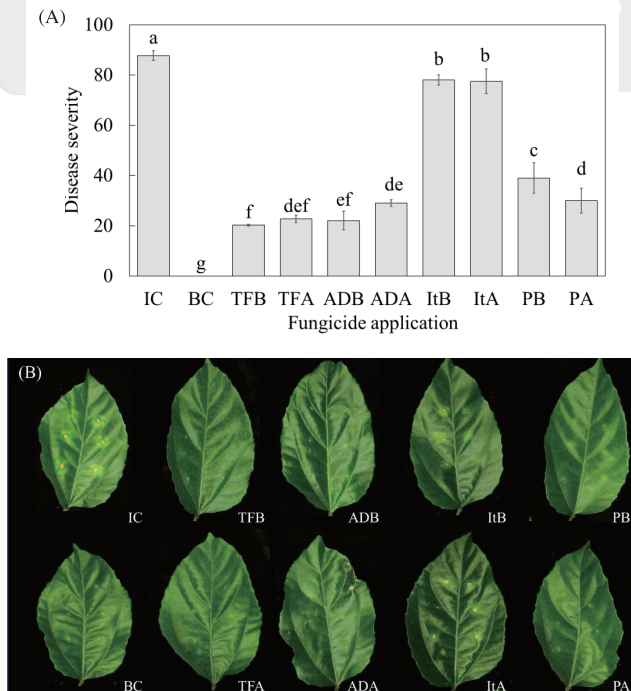 (A)
100
80
60
40
20
0
Disease severity
a
g
f
def
ef
de
b
b
c
d
IC BC TFB TFA ADB ADA ItB ItA PB PA
Fungicide application
(B)
IC TFB ADB ItB PB
BC TFA ADA ItA PA